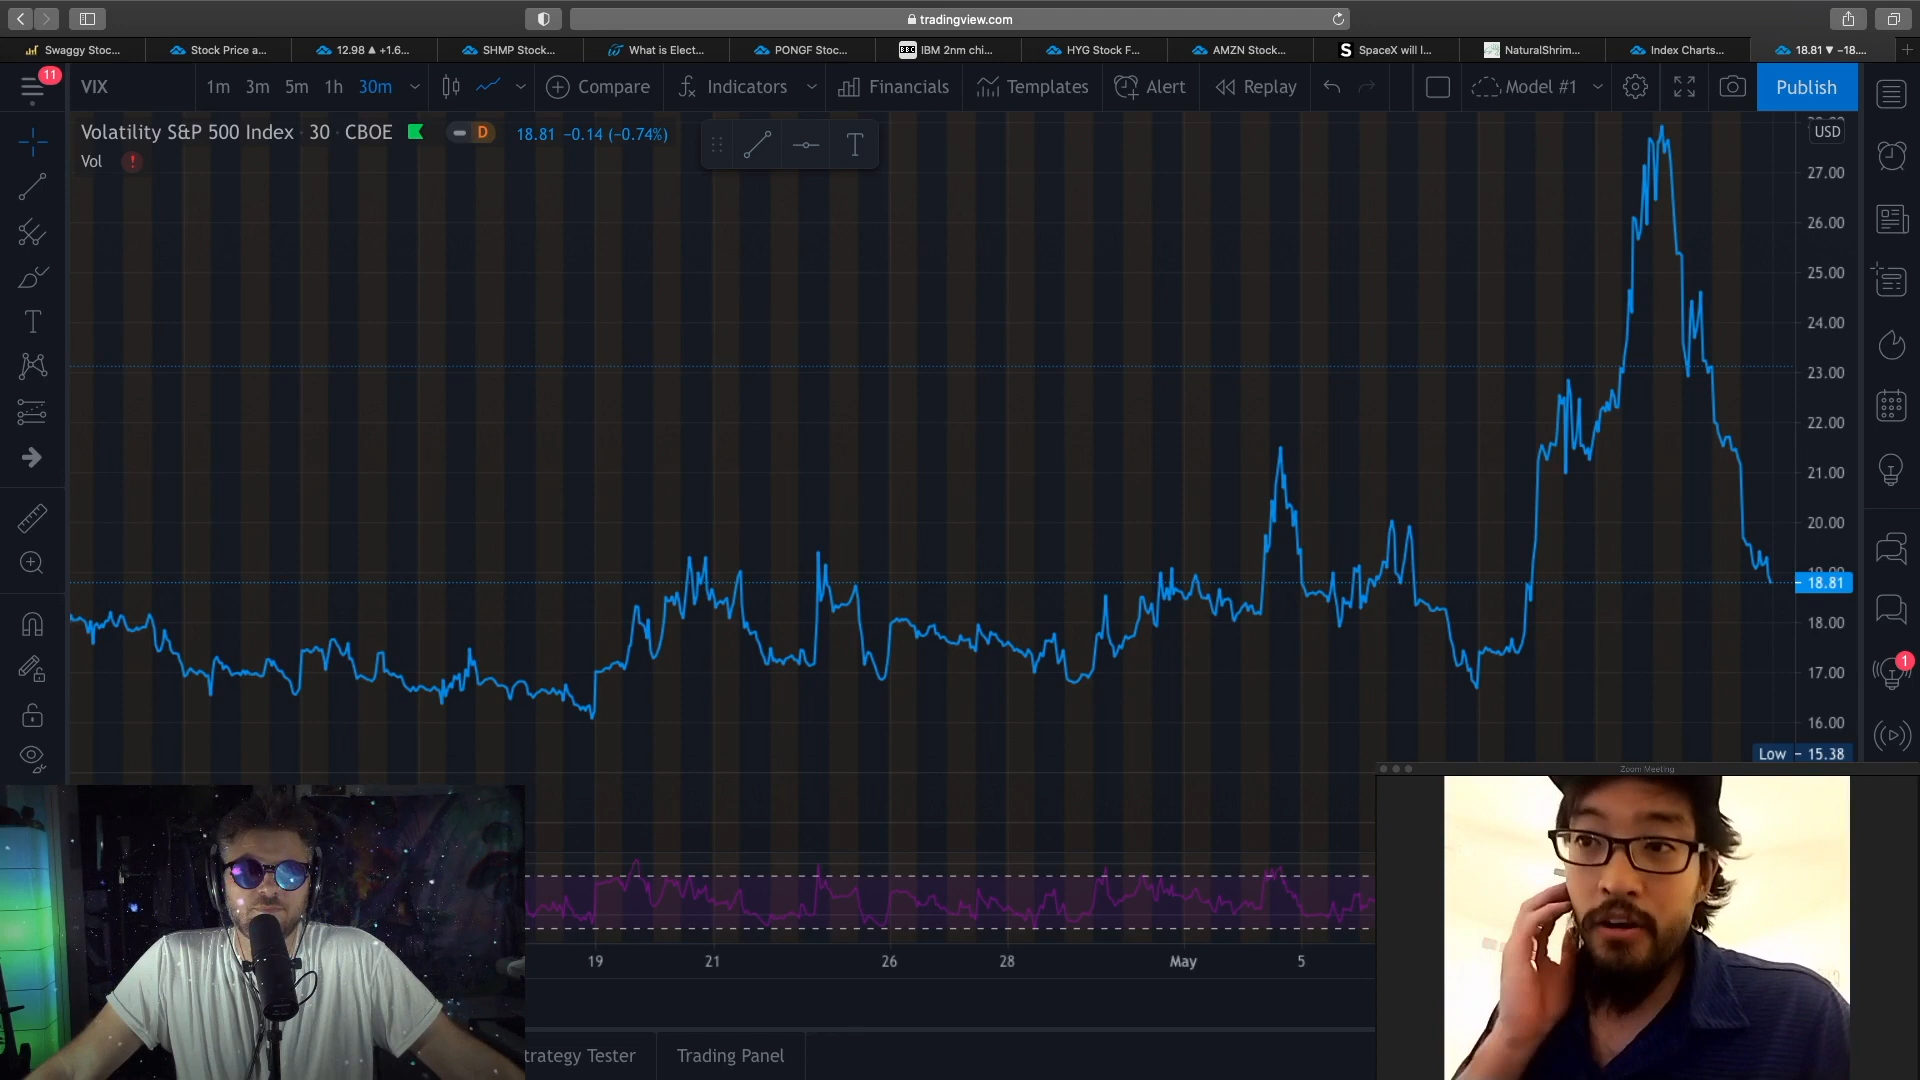 tradingview.com
Swaggy Stoc...
Stock Price a...
12.98 ▲ +1.6...
SHMP Stock...
What is Elect...
PONGF Stoc...
BBC IBM 2nm chi...
HYG Stock F...
AMZN Stock...
S SpaceX will l...
NaturalShrim...
Index Charts...
18.81 ▼ −18....
11
VIX
1m 3m 5m 1h 30m
Compare
Indicators
Financials
Templates
Alert
Replay
Model #1
Publish
Volatility S&P 500 Index · 30 · CBOE
D
18.81 −0.14 (−0.74%)
Vol !
T
T
USD
27.00
26.00
25.00
24.00
23.00
22.00
21.00
20.00
18.81
18.00
17.00
16.00
Low 15.38
1
Zoom Meeting
19 21 26 28 May 5
trategy Tester
Trading Panel